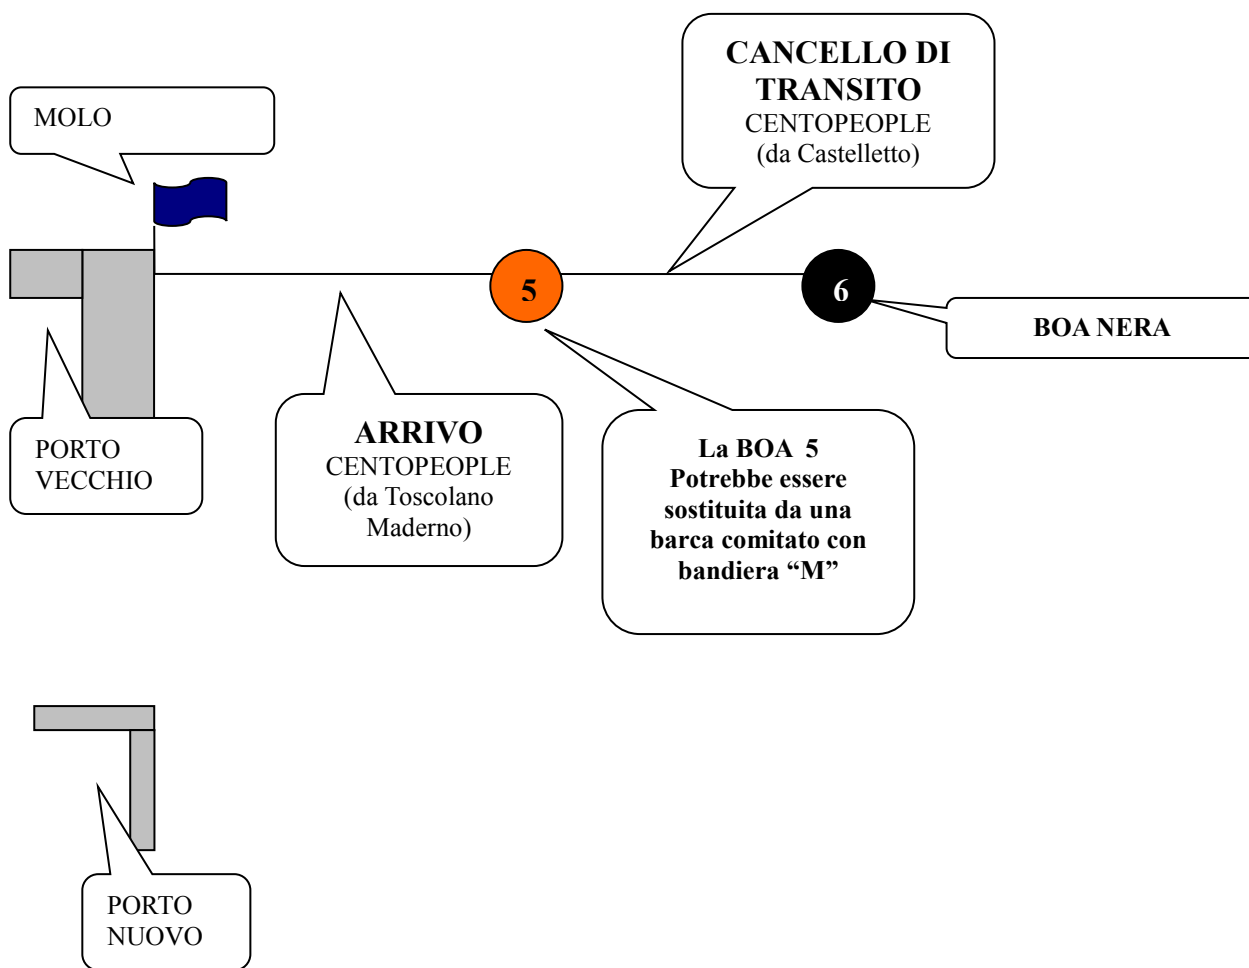 CANCELLO DI
TRANSITO
CENTOPEOPLE
(da Castelletto)
MOLO
5
6
BOA NERA
ARRIVO
CENTOPEOPLE
(da Toscolano
Maderno)
PORTO
VECCHIO
La BOA  5
Potrebbe essere
sostituita da una
barca comitato con
bandiera “M”
PORTO
NUOVO